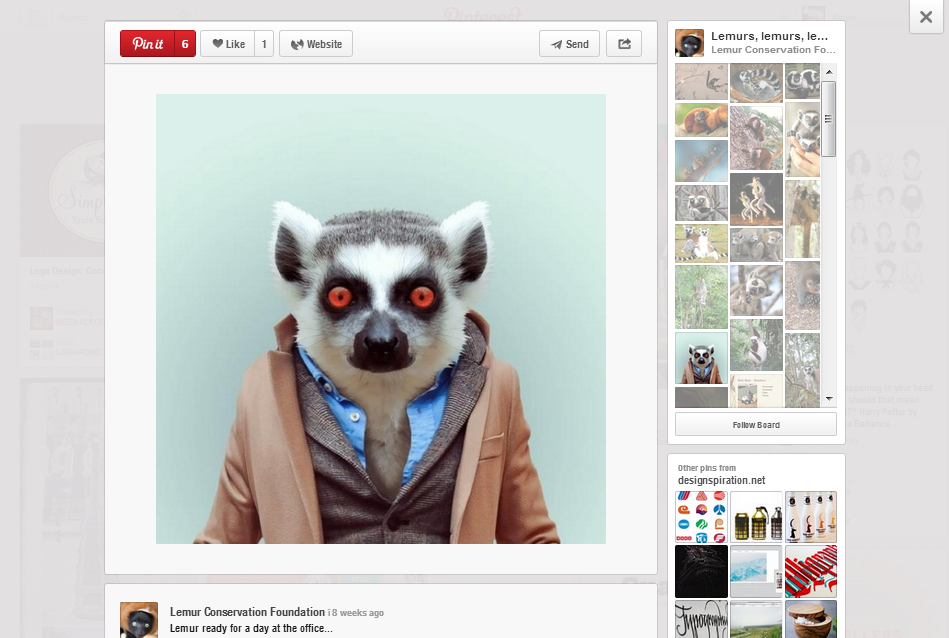 Pinterest
Pin it 6
Like 1
Website
Send
Lemurs, lemurs, le...
Lemur Conservation Fo...
Follow Board
Other pins from
designspiration.net
Lemur Conservation Foundation i 8 weeks ago
Lemur ready for a day at the office...